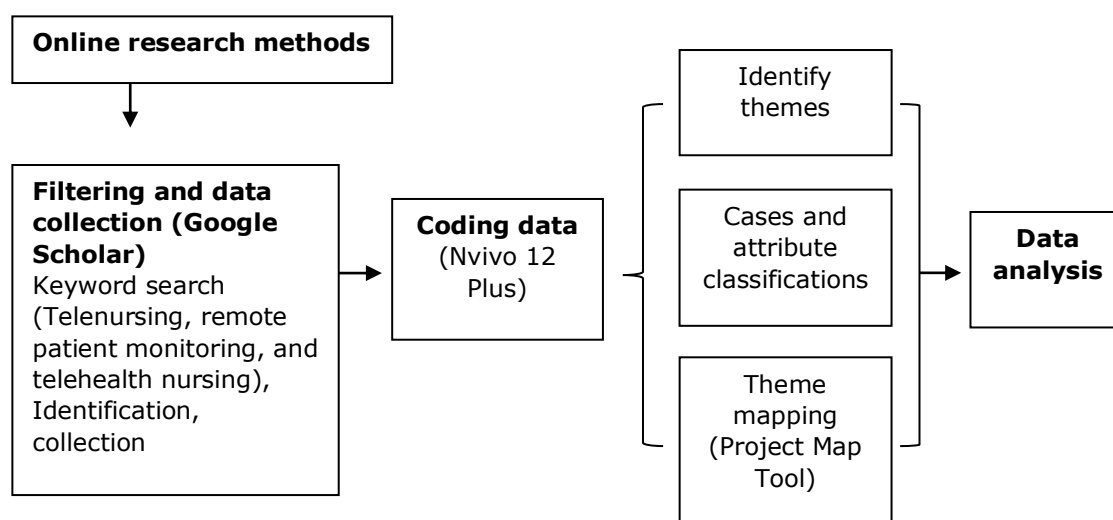 Online research methods
Filtering and data
collection (Google
Scholar)
Keyword search
(Telenursing, remote
patient monitoring, and
telehealth nursing),
Identification,
collection
Coding data
(Nvivo 12
Plus)
Identify
themes
Cases and
attribute
classifications
Theme
mapping
(Project Map
Tool)
Data
analysis